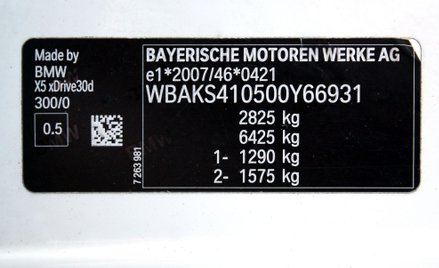 Made by
BMW
X5 xDrive30d
300/0
0.5
7 263 981
BAYERISCHE MOTOREN WERKE AG
e1*2007/46*0421
WBAKS410500Y66931
2825 kg
6425 kg
1- 1290 kg
2- 1575 kg